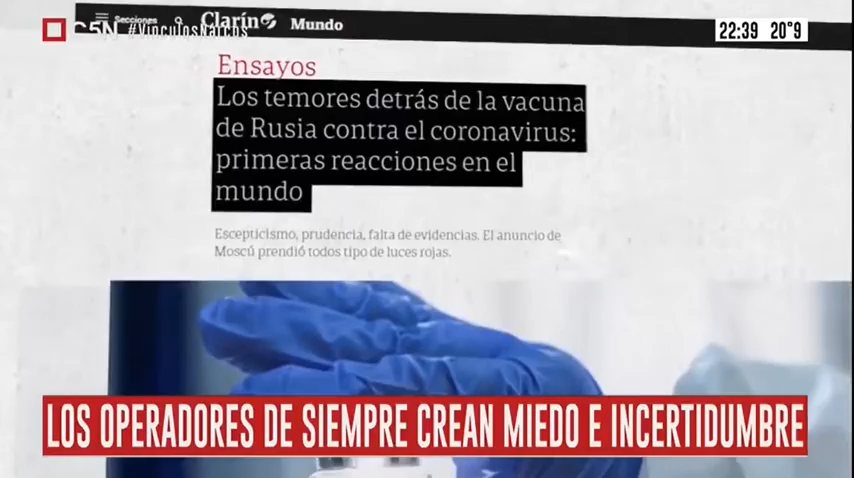 Secciones
Clarín
Mundo
C5N
#VinculosNarcos
22:39 20°9
Ensayos
Los temores detrás de la vacuna
de Rusia contra el coronavirus:
primeras reacciones en el
mundo
Escepticismo, prudencia, falta de evidencias. El anuncio de
Moscú prendió todos tipo de luces rojas.
LOS OPERADORES DE SIEMPRE CREAN MIEDO E INCERTIDUMBRE